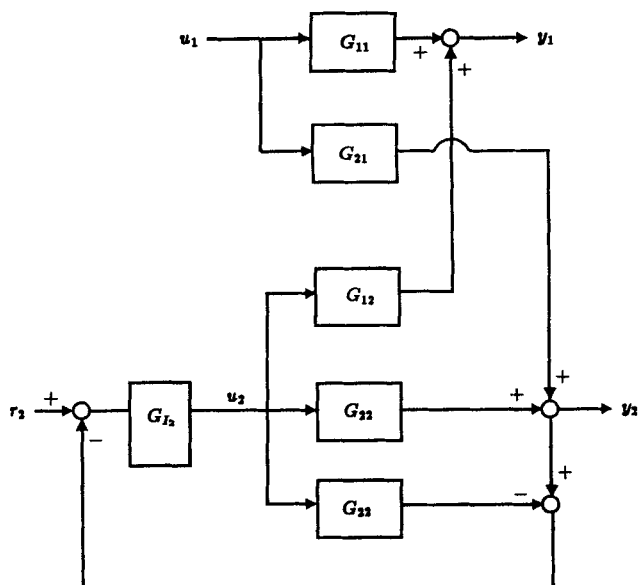 u₁ G₁₁ + y₁
+
G₂₁
G₁₂
+
r₂ + G_{I₂} u₂ G₂₂ + y₂
−
+
G₂₂ −